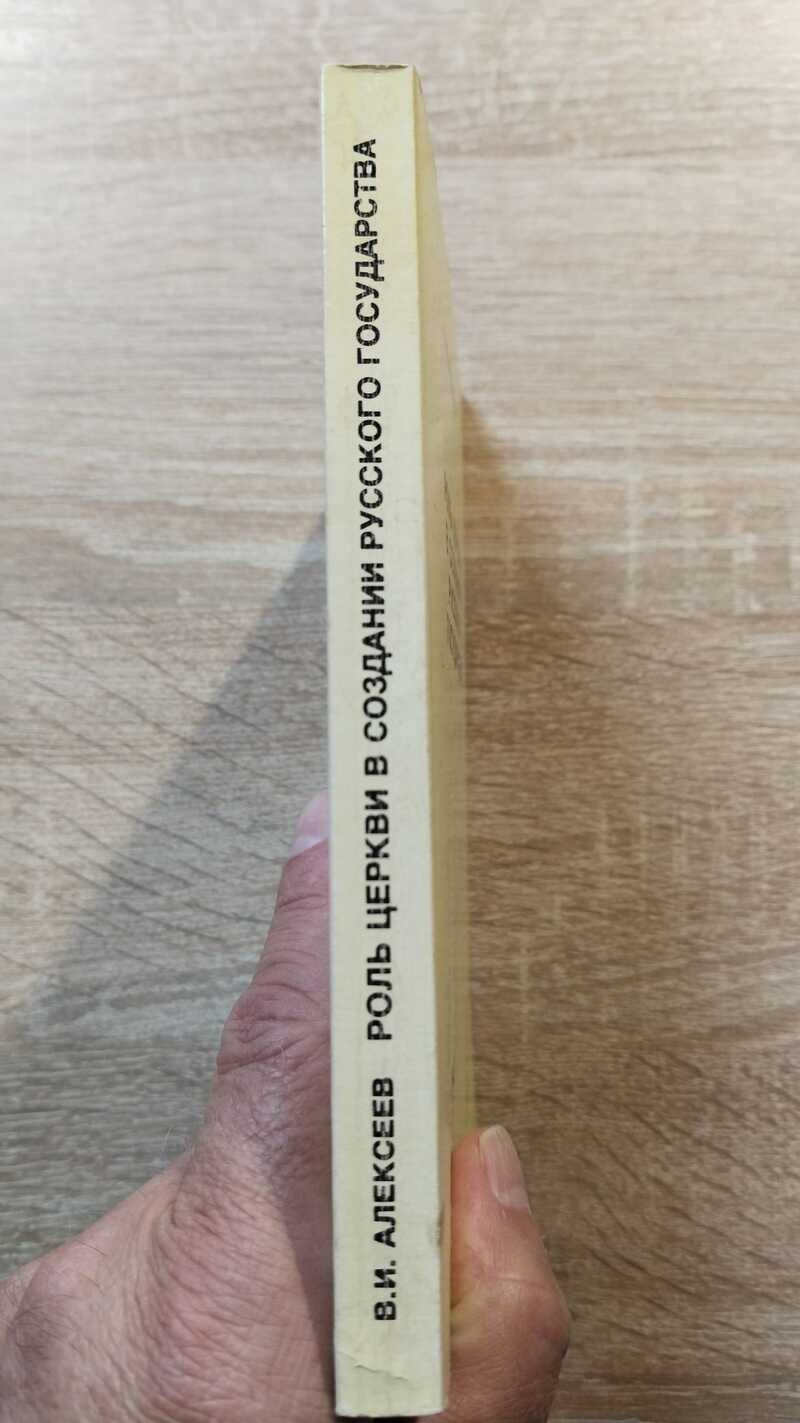 В.И. АЛЕКСЕЕВ РОЛЬ ЦЕРКВИ В СОЗДАНИИ РУССКОГО ГОСУДАРСТВА